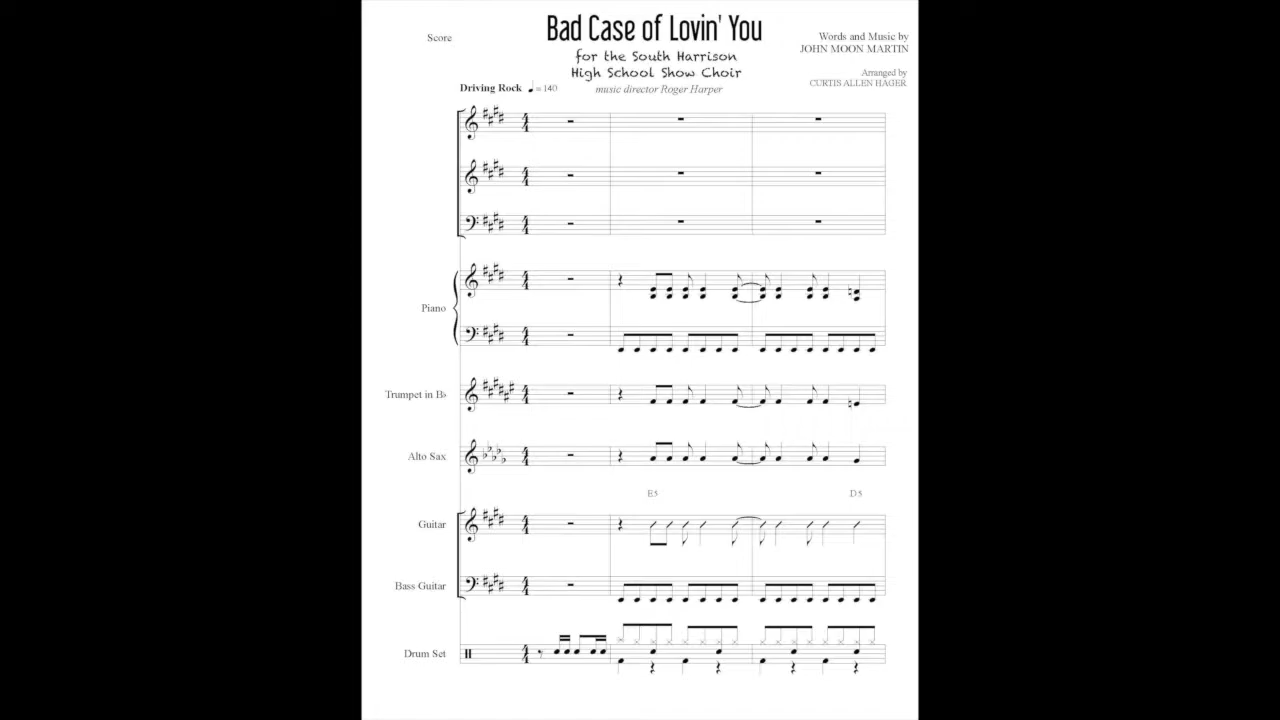 Bad Case of Lovin' You
Score
Words and Music by
JOHN MOON MARTIN
for the South Harrison
High School Show Choir
Arranged by
CURTIS ALLEN HAGER
Driving Rock ♩ = 140
music director Roger Harper
Piano
Trumpet in B♭
Alto Sax
E5 D5
Guitar
Bass Guitar
Drum Set